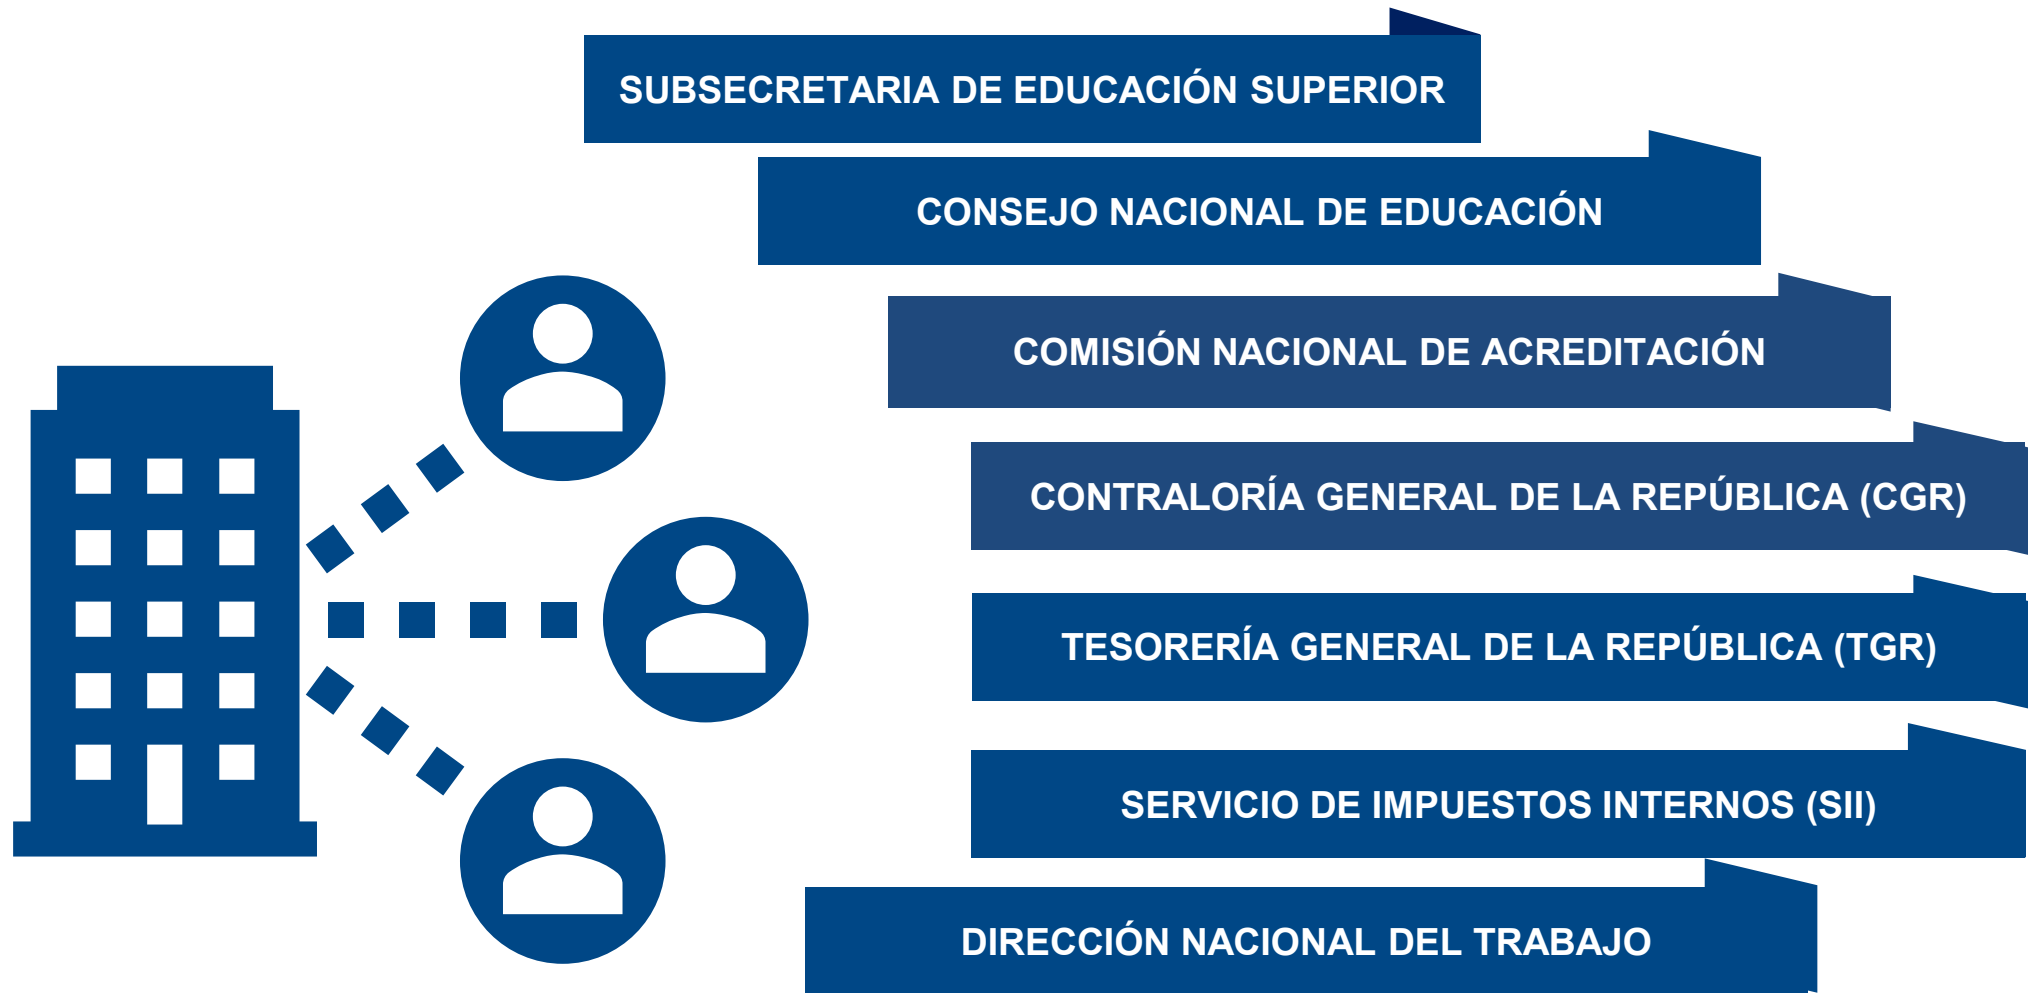 SUBSECRETARIA DE EDUCACIÓN SUPERIOR
CONSEJO NACIONAL DE EDUCACIÓN
COMISIÓN NACIONAL DE ACREDITACIÓN
CONTRALORÍA GENERAL DE LA REPÚBLICA (CGR)
TESORERÍA GENERAL DE LA REPÚBLICA (TGR)
SERVICIO DE IMPUESTOS INTERNOS (SII)
DIRECCIÓN NACIONAL DEL TRABAJO